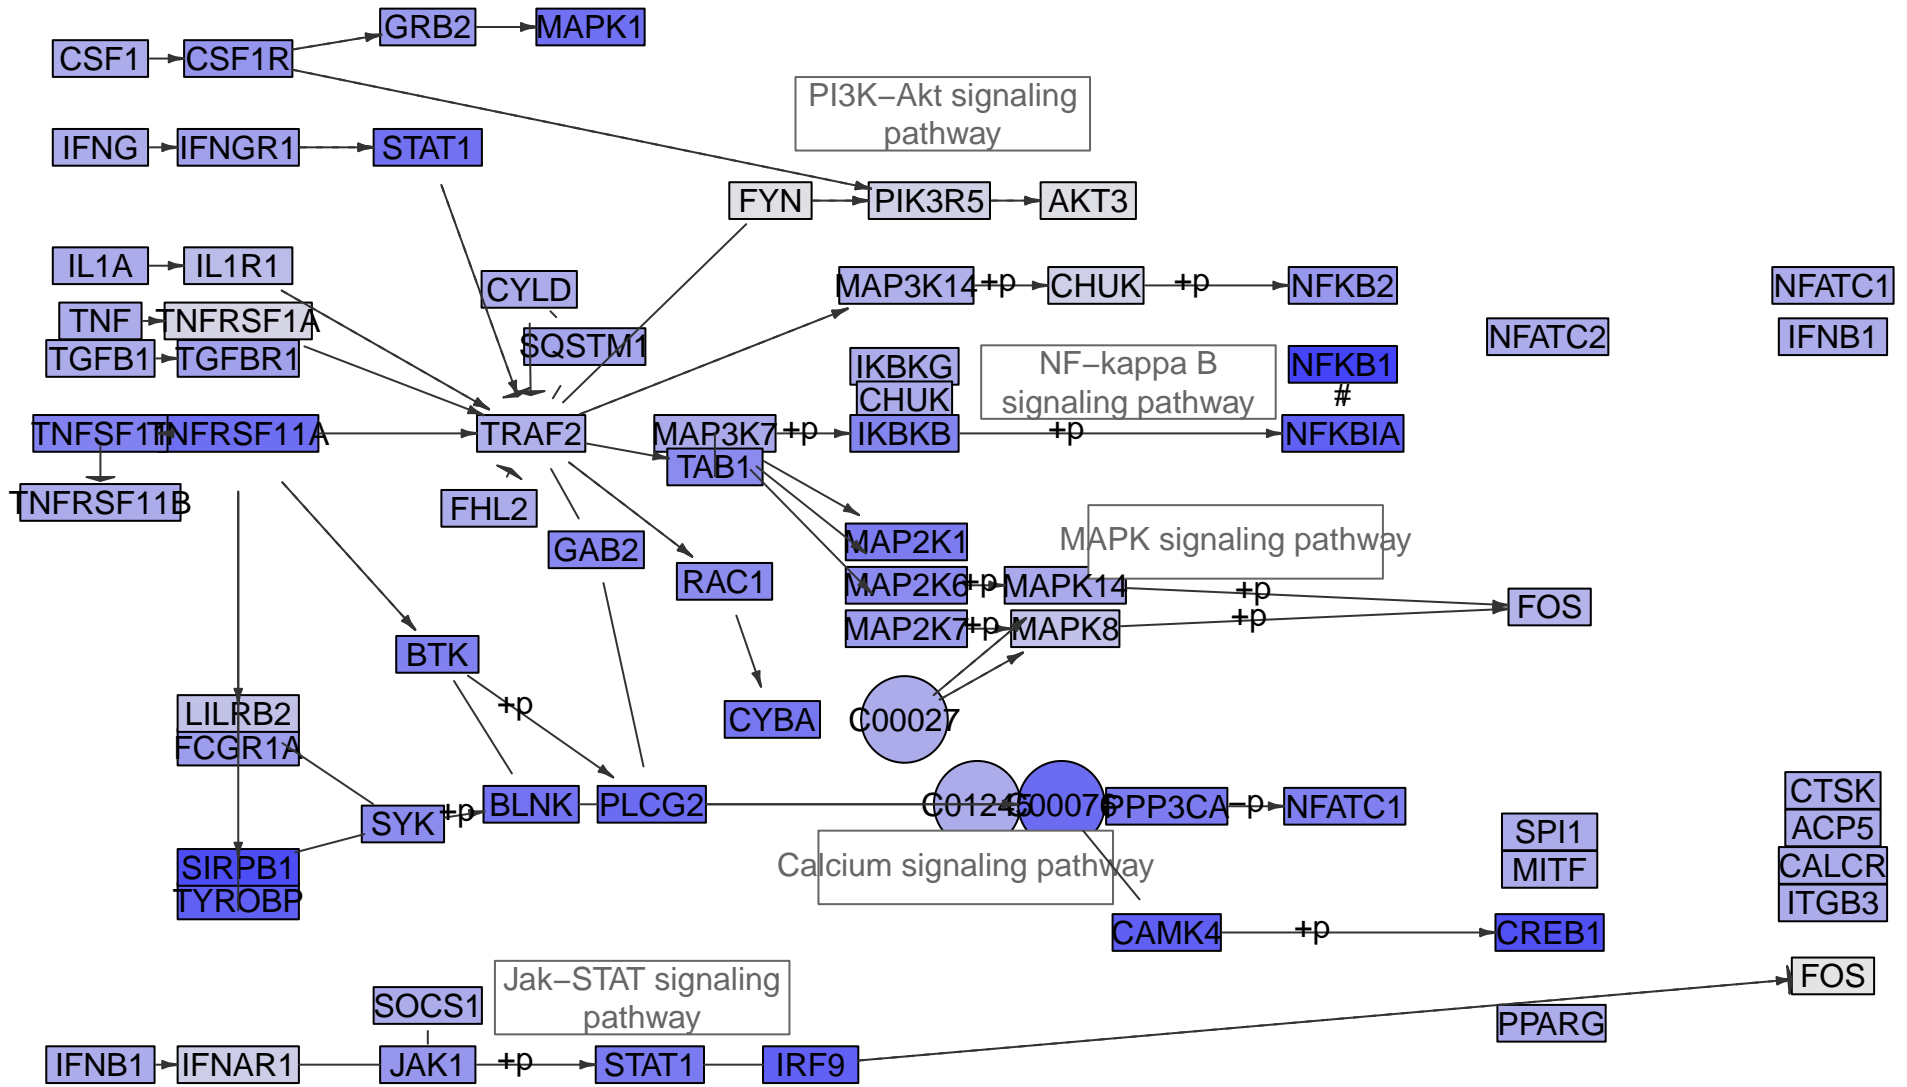 GRB2
MAPK1
CSF1
CSF1R
PI3K–Akt signaling
pathway
IFNG
IFNGR1
STAT1
FYN
PIK3R5
AKT3
IL1A
IL1R1
CYLD
MAP3K14
+p
CHUK
+p
NFKB2
NFATC1
TNF
TNFRSF1A
SQSTM1
NFATC2
IFNB1
TGFB1
TGFBR1
IKBKG
NF–kappa B
signaling pathway
NFKB1
#
CHUK
TNFRSF11A
TRAF2
MAP3K7
+p
IKBKB
+p
NFKBIA
TAB1
TNFRSF11B
FHL2
GAB2
MAP2K1
MAPK signaling pathway
RAC1
MAP2K6
+p
MAPK14
+p
FOS
MAP2K7
+p
MAPK8
+p
BTK
+p
LILRB2
FCGR1A
CYBA
C00027
SYK
+p
BLNK
PLCG2
C01245
C00076
PPP3CA
–p
NFATC1
CTSK
SPI1
ACP5
SIRPB1
TYROBP
Calcium signaling pathway
MITF
CALCR
ITGB3
CAMK4
+p
CREB1
Jak–STAT signaling
pathway
FOS
SOCS1
PPARG
IFNB1
IFNAR1
JAK1
+p
STAT1
IRF9